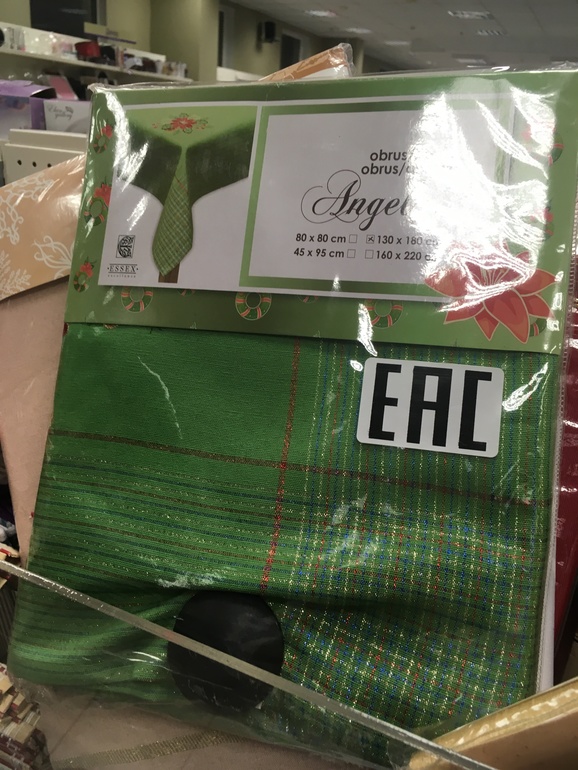 obrus/
obrus/
Angel
80 x 80 cm 130 x 180
45 x 95 cm 160 x 220
ESSEX
EAC